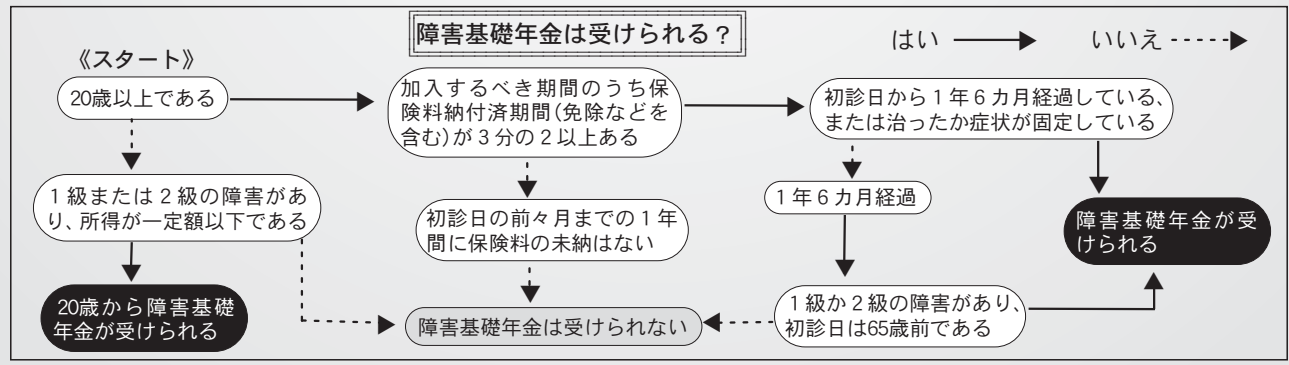 障害基礎年金は受けられる？
はい
いいえ
《スタート》
20歳以上である
加入するべき期間のうち保
険料納付済期間(免除などを
含む)が３分の２以上ある
初診日から１年６カ月経過している、
または治ったか症状が固定している
１級または２級の障害があ
り、所得が一定額以下である
初診日の前々月までの１年
間に保険料の未納はない
１年６カ月経過
障害基礎年金が受
けられる
20歳から障害基礎
年金が受けられる
障害基礎年金は受けられない
１級か２級の障害があり、
初診日は65歳前である